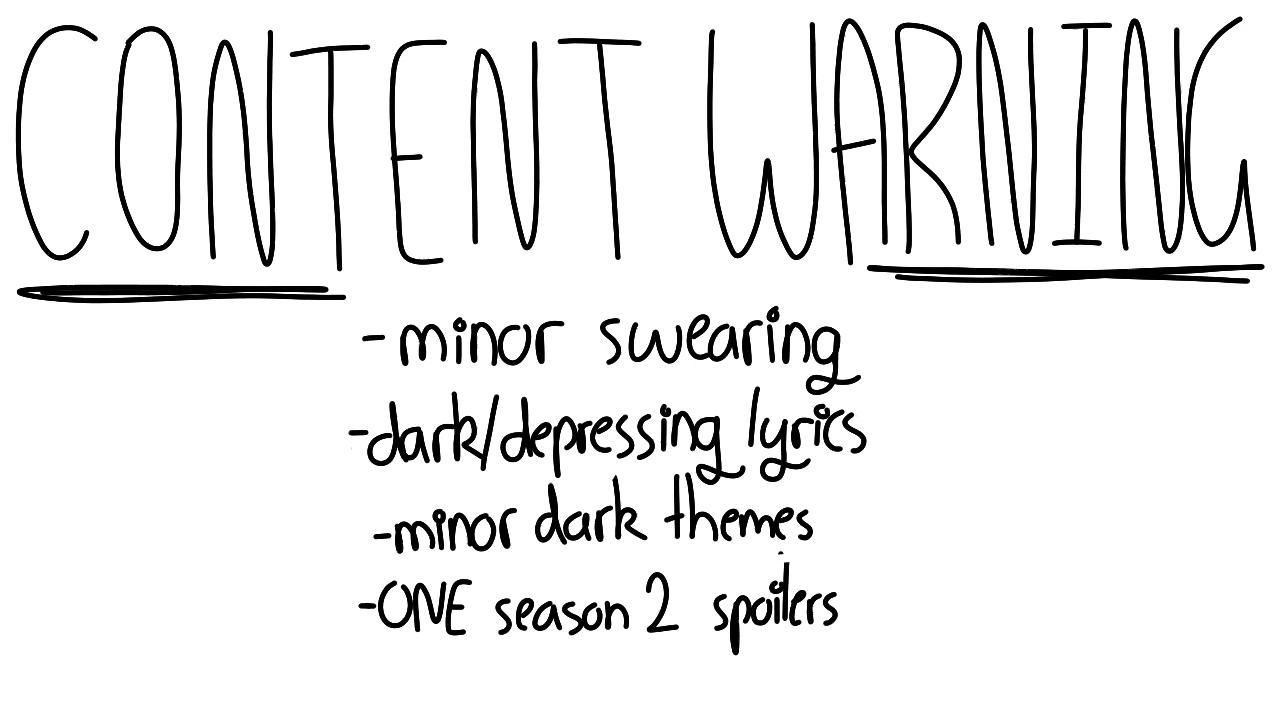 CONTENT WARNING
- minor swearing
-dark/depressing lyrics
-minor dark themes
-ONE season 2 spoilers